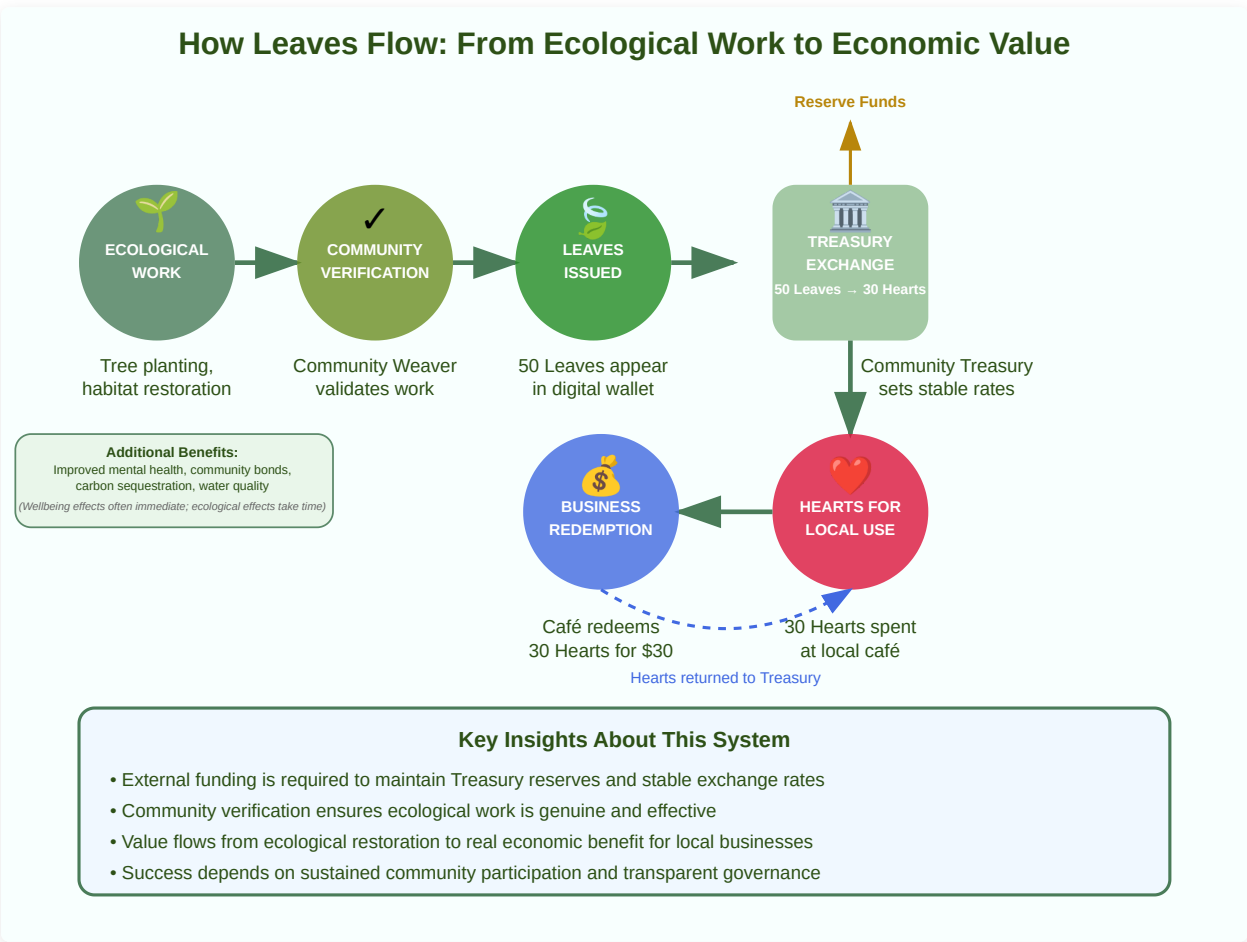 How Leaves Flow: From Ecological Work to Economic Value
Reserve Funds
ECOLOGICAL
WORK
COMMUNITY
VERIFICATION
LEAVES
ISSUED
TREASURY
EXCHANGE
50 Leaves → 30 Hearts
Tree planting,
habitat restoration
Community Weaver
validates work
50 Leaves appear
in digital wallet
Community Treasury
sets stable rates
Additional Benefits:
Improved mental health, community bonds,
carbon sequestration, water quality
(Wellbeing effects often immediate; ecological effects take time)
BUSINESS
REDEMPTION
HEARTS FOR
LOCAL USE
Café redeems
30 Hearts for $30
30 Hearts spent
at local café
Hearts returned to Treasury
Key Insights About This System
• External funding is required to maintain Treasury reserves and stable exchange rates
• Community verification ensures ecological work is genuine and effective
• Value flows from ecological restoration to real economic benefit for local businesses
• Success depends on sustained community participation and transparent governance